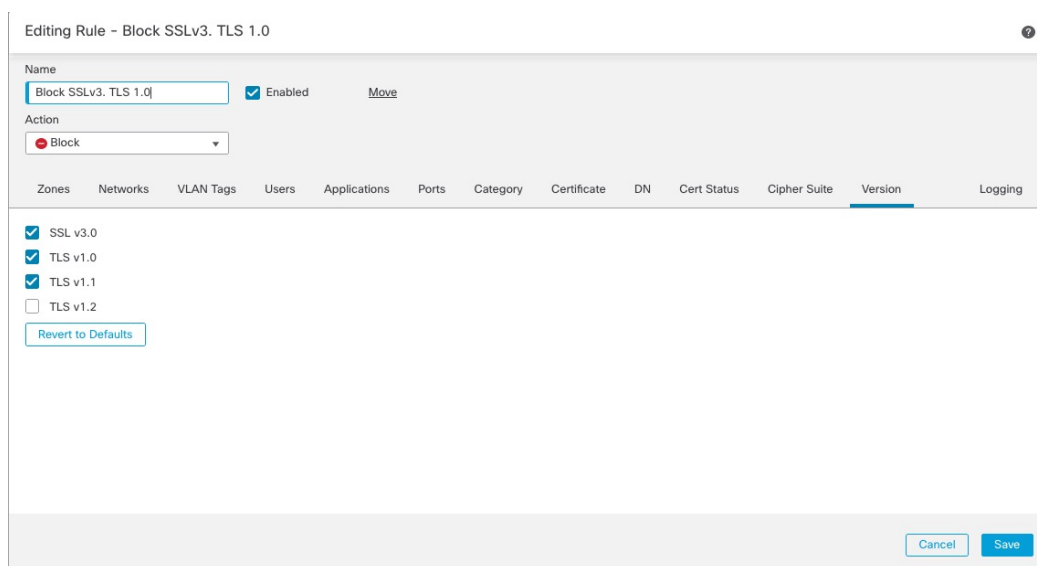 Editing Rule - Block SSLv3. TLS 1.0
Name
Block SSLv3. TLS 1.0 Enabled Move
Action
Block
Zones Networks VLAN Tags Users Applications Ports Category Certificate DN Cert Status Cipher Suite Version Logging
SSL v3.0
TLS v1.0
TLS v1.1
TLS v1.2
Revert to Defaults
Cancel Save